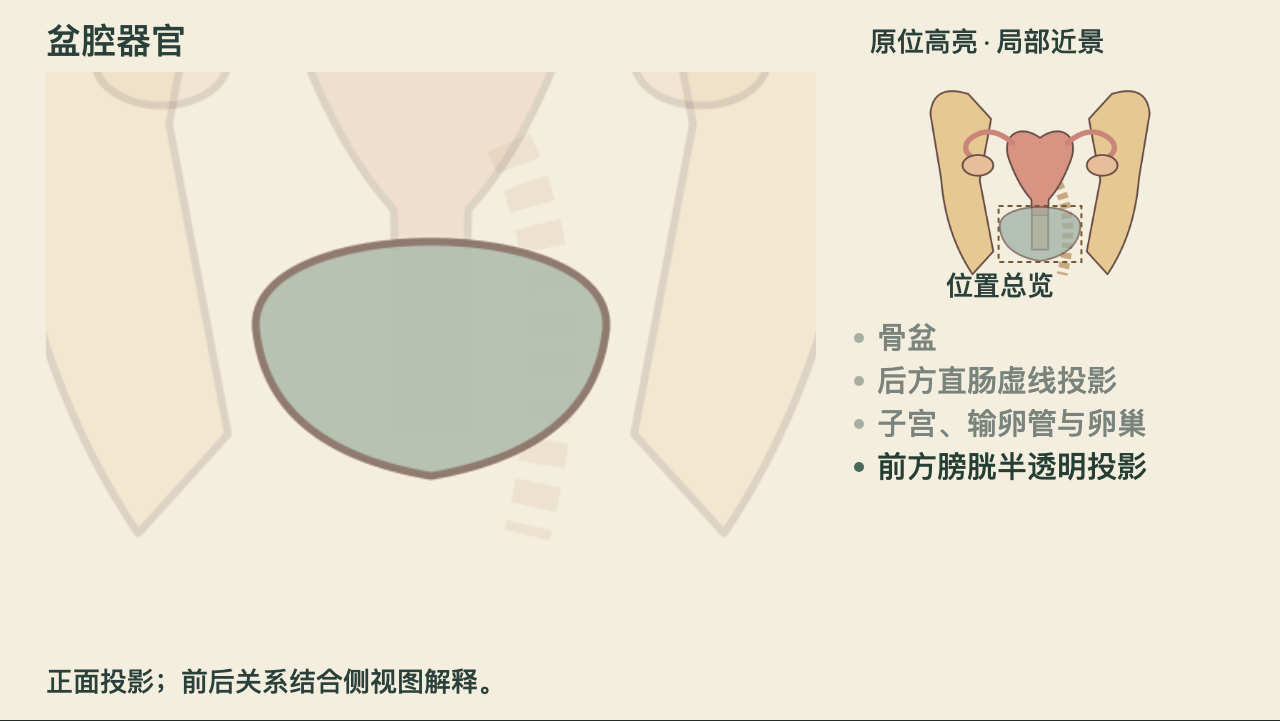 盆腔器官
原位高亮 · 局部近景
位置总览
骨盆
后方直肠虚线投影
子宫、输卵管与卵巢
前方膀胱半透明投影
正面投影；前后关系结合侧视图解释。